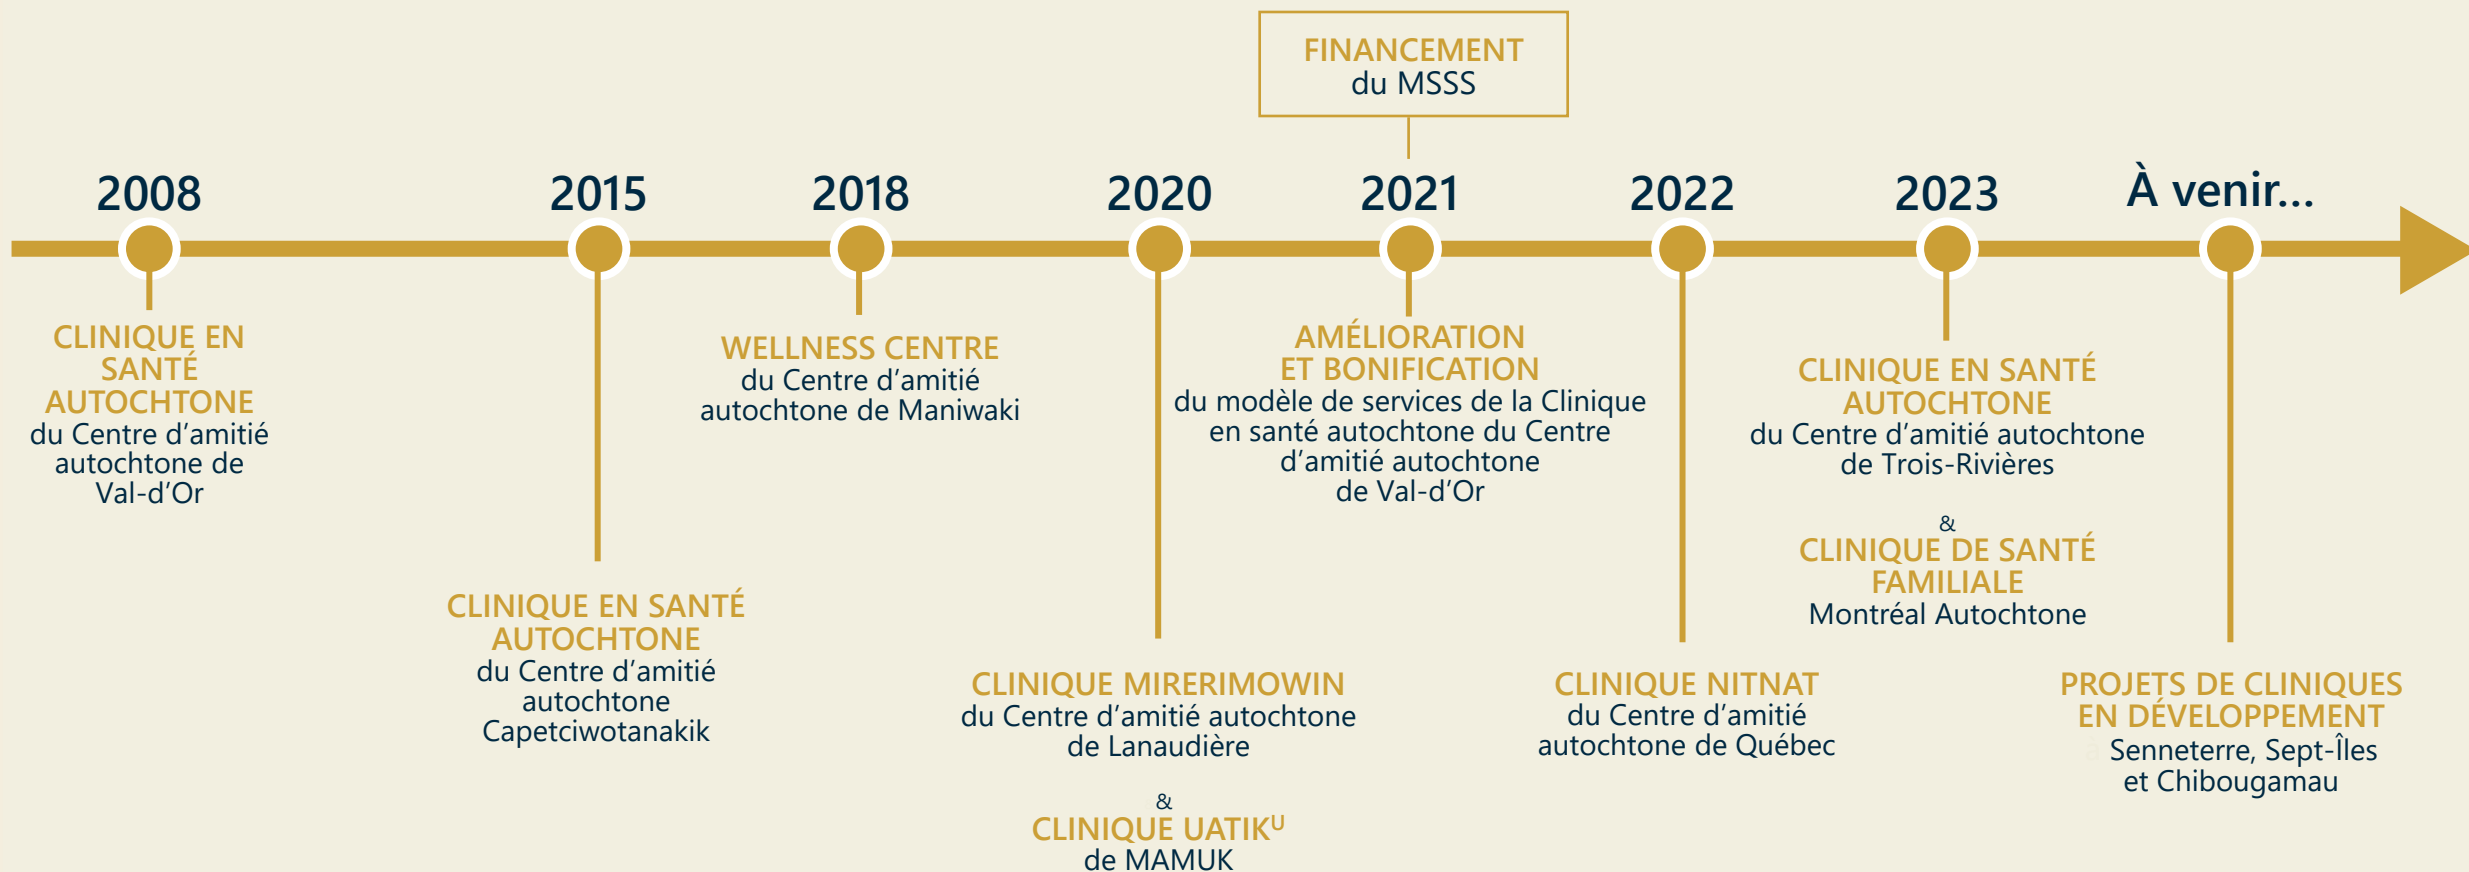 FINANCEMENT
du MSSS
2008
CLINIQUE EN
SANTÉ
AUTOCHTONE
du Centre d'amitié
autochtone de
Val-d'Or
2015
CLINIQUE EN SANTÉ
AUTOCHTONE
du Centre d'amitié
autochtone
Capetciwotanakik
2018
WELLNESS CENTRE
du Centre d'amitié
autochtone de Maniwaki
2020
CLINIQUE MIRERIMOWIN
du Centre d'amitié autochtone
de Lanaudière
&
CLINIQUE UATIKᵁ
de MAMUK
2021
AMÉLIORATION
ET BONIFICATION
du modèle de services de la Clinique
en santé autochtone du Centre
d'amitié autochtone
de Val-d'Or
2022
CLINIQUE NITNAT
du Centre d'amitié
autochtone de Québec
2023
CLINIQUE EN SANTÉ
AUTOCHTONE
du Centre d'amitié autochtone
de Trois-Rivières
&
CLINIQUE DE SANTÉ
FAMILIALE
Montréal Autochtone
À venir...
PROJETS DE CLINIQUES
EN DÉVELOPPEMENT
à Senneterre, Sept-Îles
et Chibougamau